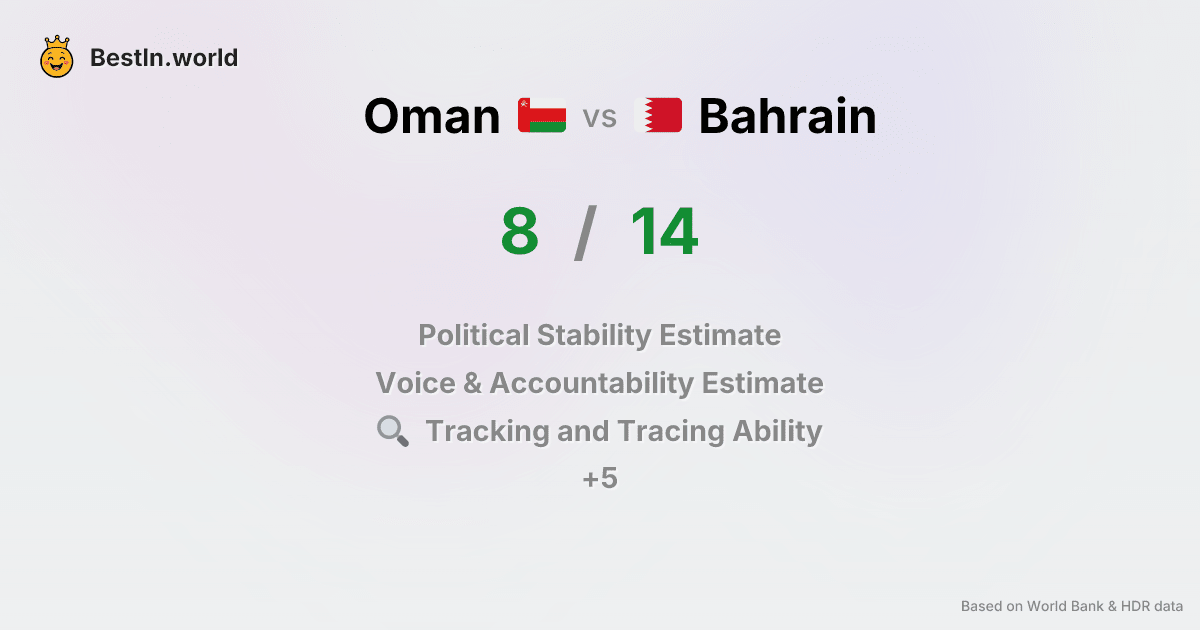 BestIn.world
Oman vs Bahrain
8 / 14
Political Stability Estimate
Voice & Accountability Estimate
Tracking and Tracing Ability
+5
Based on World Bank & HDR data